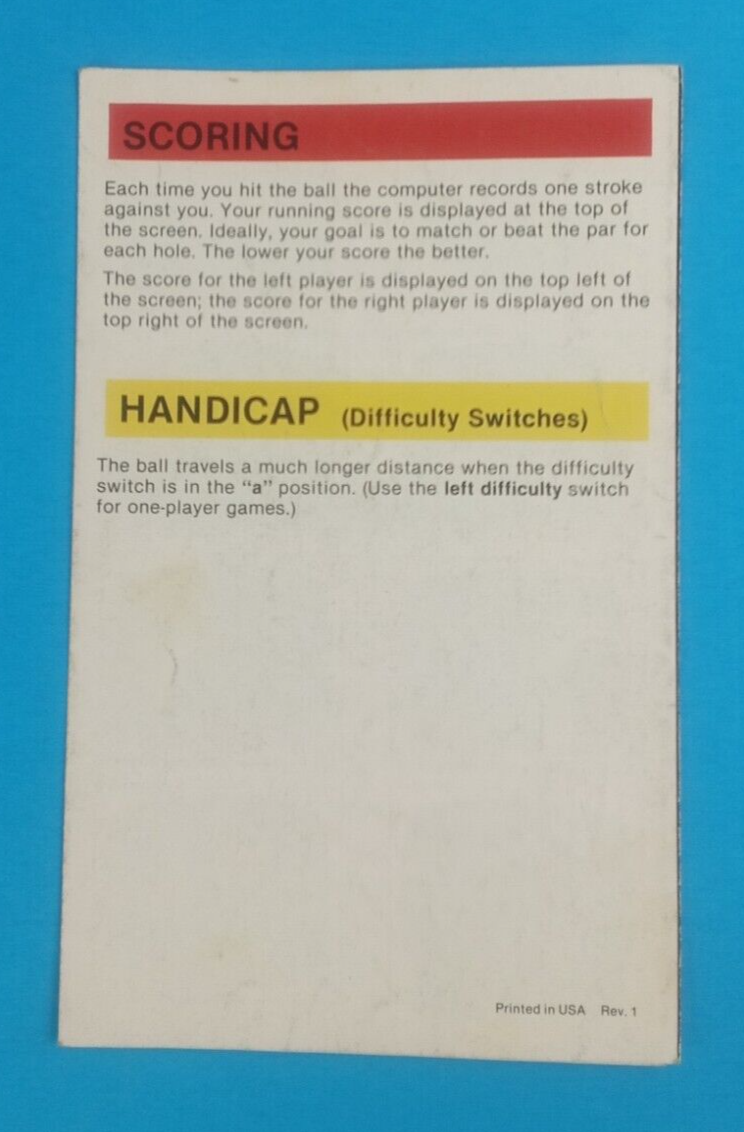 SCORING
Each time you hit the ball the computer records one stroke
against you. Your running score is displayed at the top of
the screen. Ideally, your goal is to match or beat the par for
each hole. The lower your score the better.
The score for the left player is displayed on the top left of
the screen; the score for the right player is displayed on the
top right of the screen.
HANDICAP (Difficulty Switches)
The ball travels a much longer distance when the difficulty
switch is in the “a” position. (Use the left difficulty switch
for one-player games.)
Printed in USA Rev. 1